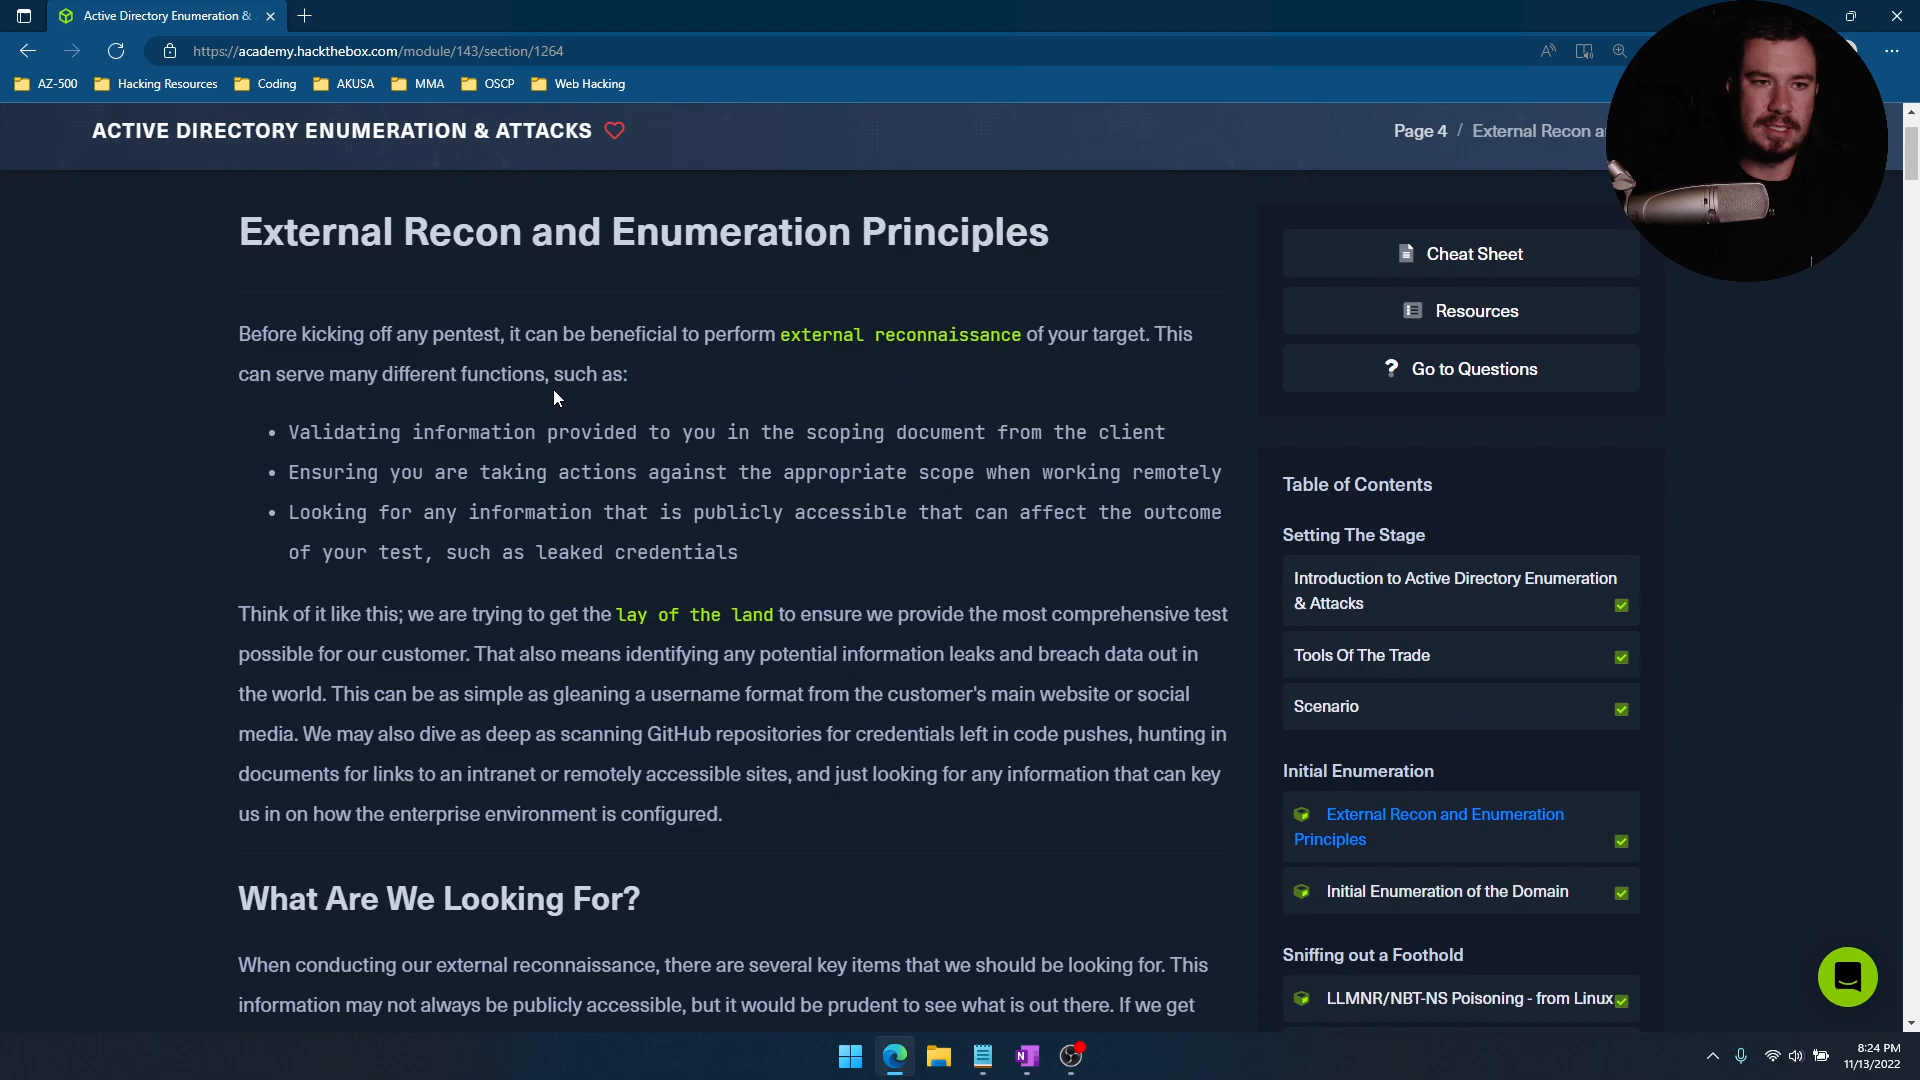 Active Directory Enumeration &
https://academy.hackthebox.com/module/143/section/1264
AZ-500
Hacking Resources
Coding
AKUSA
MMA
OSCP
Web Hacking
ACTIVE DIRECTORY ENUMERATION & ATTACKS
Page 4 / External Recon a
External Recon and Enumeration Principles
Before kicking off any pentest, it can be beneficial to perform external reconnaissance of your target. This
can serve many different functions, such as:
• Validating information provided to you in the scoping document from the client
• Ensuring you are taking actions against the appropriate scope when working remotely
• Looking for any information that is publicly accessible that can affect the outcome
of your test, such as leaked credentials
Think of it like this; we are trying to get the lay of the land to ensure we provide the most comprehensive test
possible for our customer. That also means identifying any potential information leaks and breach data out in
the world. This can be as simple as gleaning a username format from the customer's main website or social
media. We may also dive as deep as scanning GitHub repositories for credentials left in code pushes, hunting in
documents for links to an intranet or remotely accessible sites, and just looking for any information that can key
us in on how the enterprise environment is configured.
What Are We Looking For?
When conducting our external reconnaissance, there are several key items that we should be looking for. This
information may not always be publicly accessible, but it would be prudent to see what is out there. If we get
Cheat Sheet
Resources
? Go to Questions
Table of Contents
Setting The Stage
Introduction to Active Directory Enumeration
& Attacks
Tools Of The Trade
Scenario
Initial Enumeration
External Recon and Enumeration
Principles
Initial Enumeration of the Domain
Sniffing out a Foothold
LLMNR/NBT-NS Poisoning - from Linux
8:24 PM
11/13/2022